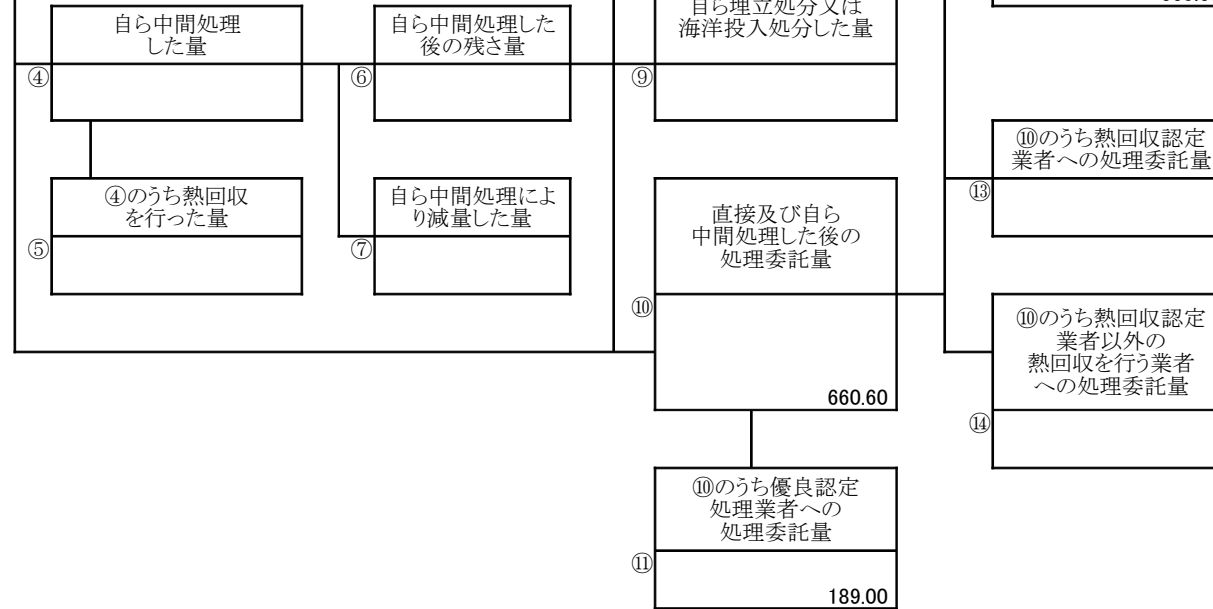 自ら中間処理
した量
④
⑥
自ら中間処理した
後の残さ量
自ら埋立処分又は
海洋投入処分した量
⑨
④のうち熱回収
を行った量
⑤
自ら中間処理によ
り減量した量
⑦
直接及び自ら
中間処理した後の
処理委託量
⑩
660.60
⑩のうち優良認定
処理業者への
処理委託量
⑪
189.00
⑩のうち熱回収認定
業者への処理委託量
⑬
⑩のうち熱回収認定
業者以外の
熱回収を行う業者
への処理委託量
⑭